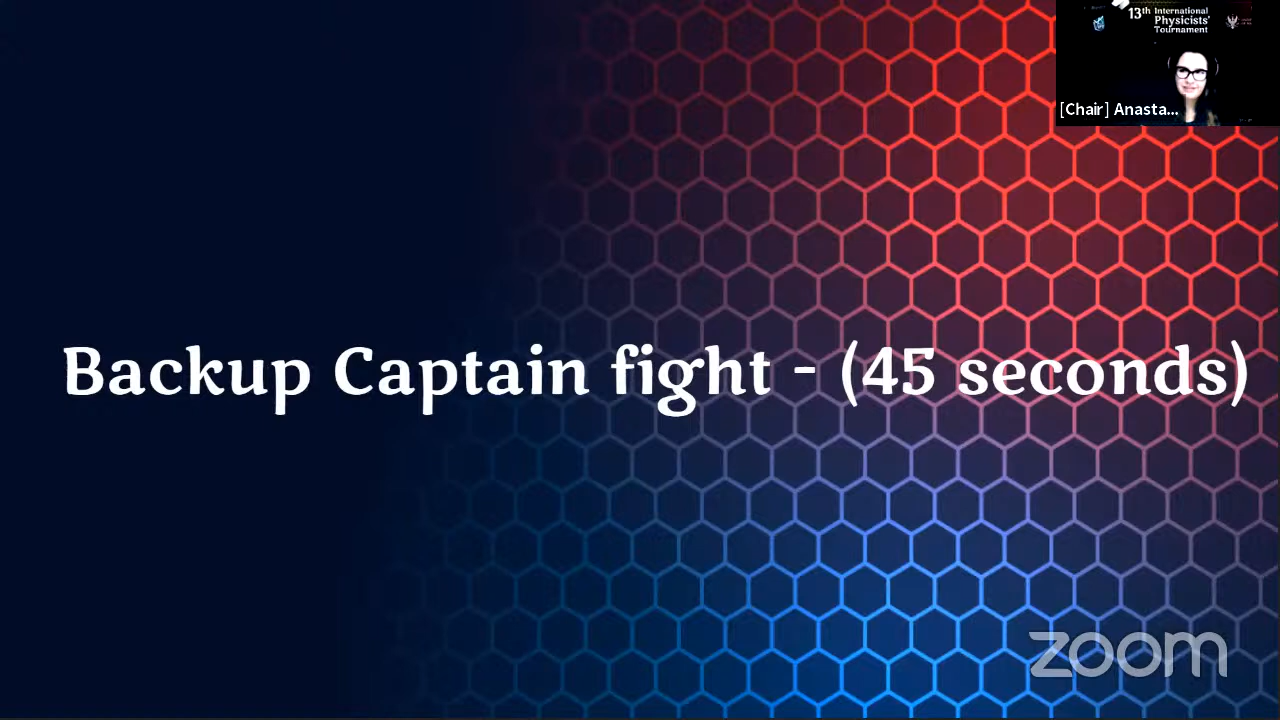 13th International
Physicists'
Tournament
[Chair] Anasta...
Backup Captain fight - (45 seconds)
zoom